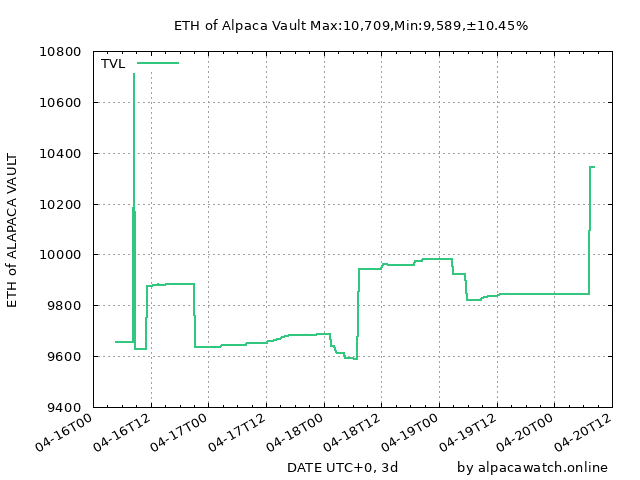 ETH of Alpaca Vault Max:10,709,Min:9,589,±10.45%
TVL
10800
10600
10400
10200
10000
9800
9600
9400
ETH of ALAPACA VAULT
04-16T00
04-16T12
04-17T00
04-17T12
04-18T00
04-18T12
04-19T00
04-19T12
04-20T00
04-20T12
DATE UTC+0, 3d
by alpacawatch.online